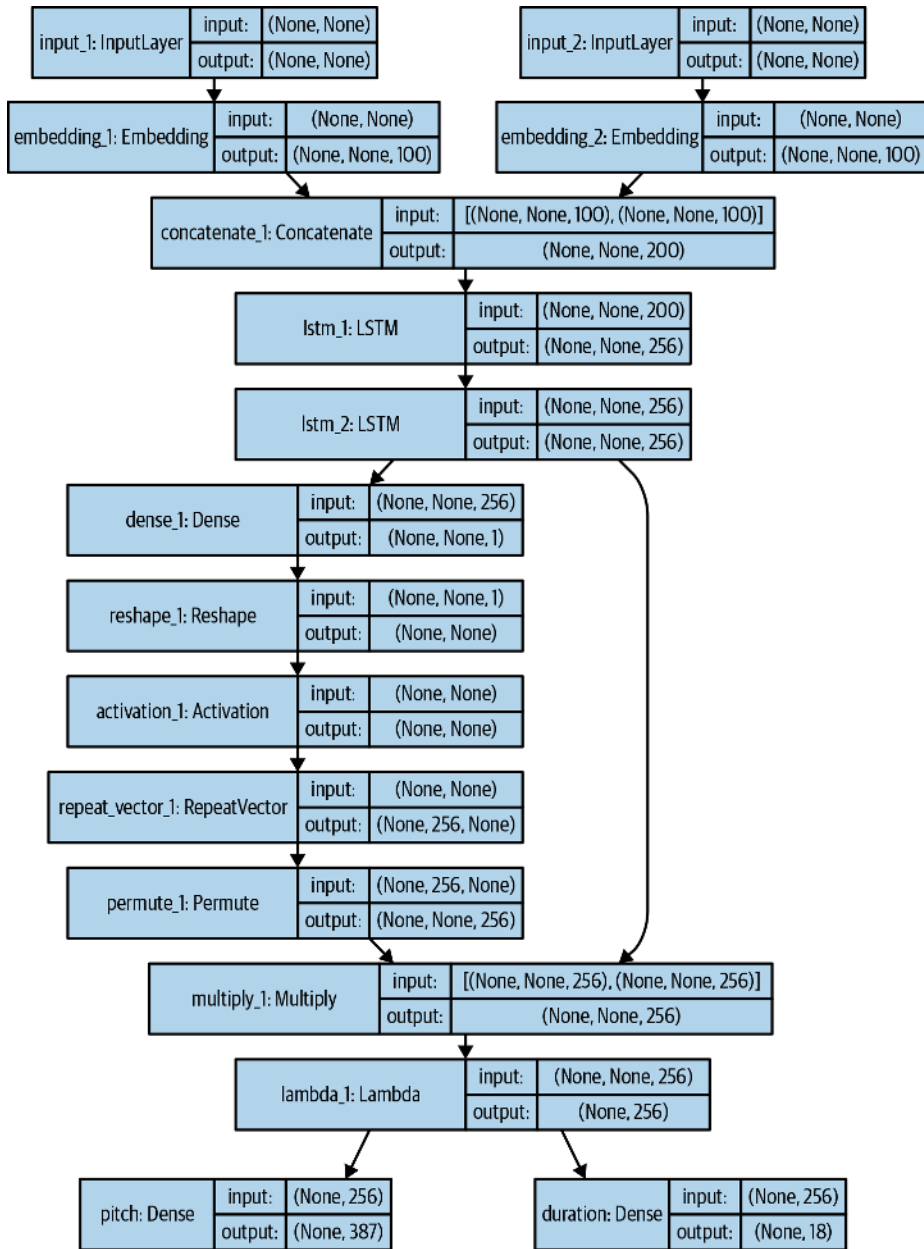 input_1: InputLayer input: (None, None)
output: (None, None)
input_2: InputLayer input: (None, None)
output: (None, None)
embedding_1: Embedding input: (None, None)
output: (None, None, 100)
embedding_2: Embedding input: (None, None)
output: (None, None, 100)
concatenate_1: Concatenate input: [(None, None, 100), (None, None, 100)]
output: (None, None, 200)
lstm_1: LSTM input: (None, None, 200)
output: (None, None, 256)
lstm_2: LSTM input: (None, None, 256)
output: (None, None, 256)
dense_1: Dense input: (None, None, 256)
output: (None, None, 1)
reshape_1: Reshape input: (None, None, 1)
output: (None, None)
activation_1: Activation input: (None, None)
output: (None, None)
repeat_vector_1: RepeatVector input: (None, None)
output: (None, 256, None)
permute_1: Permute input: (None, 256, None)
output: (None, None, 256)
multiply_1: Multiply input: [(None, None, 256), (None, None, 256)]
output: (None, None, 256)
lambda_1: Lambda input: (None, None, 256)
output: (None, 256)
pitch: Dense input: (None, 256)
output: (None, 387)
duration: Dense input: (None, 256)
output: (None, 18)